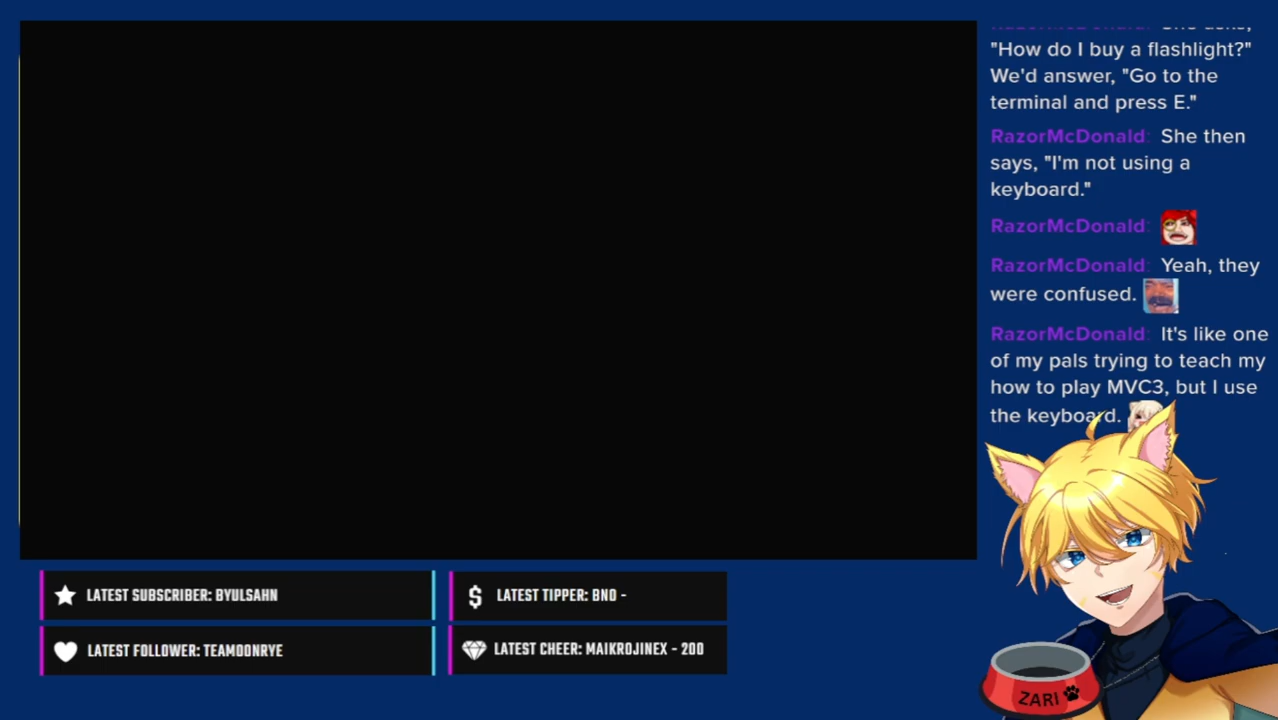 "How do I buy a flashlight?"
We'd answer, "Go to the
terminal and press E."
RazorMcDonald: She then
says, "I'm not using a
keyboard."
RazorMcDonald:
RazorMcDonald: Yeah, they
were confused.
RazorMcDonald: It's like one
of my pals trying to teach my
how to play MVC3, but I use
the keyboard.
LATEST SUBSCRIBER: BYULSAHN
LATEST TIPPER: BNO -
LATEST FOLLOWER: TEAMOONRYE
LATEST CHEER: MAIKROJINEX - 200
ZARI